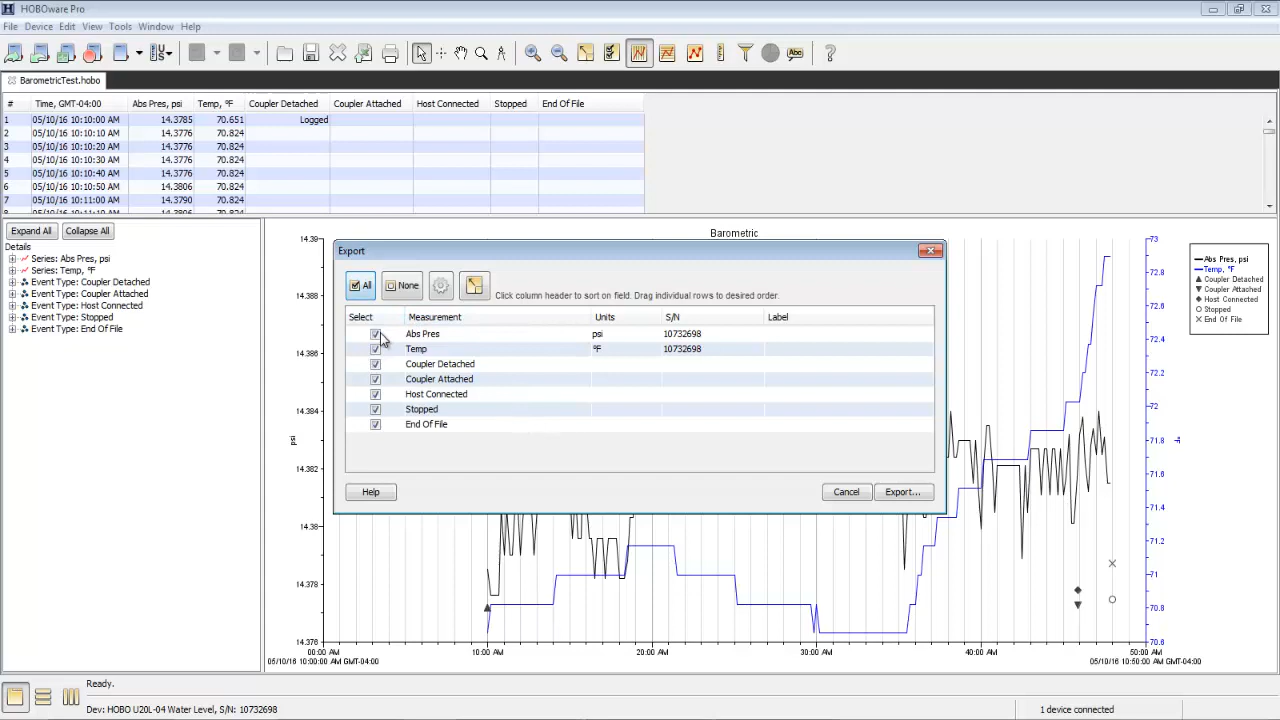 HOBOware Pro
File Device Edit View Tools Window Help
BarometricTest.hobo
# Time, GMT-04:00 Abs Pres, psi Temp, °F Coupler Detached Coupler Attached Host Connected Stopped End Of File
1 05/10/16 10:10:00 AM 14.3785 70.651 Logged
2 05/10/16 10:10:10 AM 14.3776 70.824
3 05/10/16 10:10:20 AM 14.3776 70.824
4 05/10/16 10:10:30 AM 14.3776 70.824
5 05/10/16 10:10:40 AM 14.3776 70.824
6 05/10/16 10:10:50 AM 14.3806 70.824
7 05/10/16 10:11:00 AM 14.3790 70.824
8 05/10/16 10:11:10 AM 14.3806 70.824
Expand All Collapse All
Details
Series: Abs Pres, psi
Series: Temp, °F
Event Type: Coupler Detached
Event Type: Coupler Attached
Event Type: Host Connected
Event Type: Stopped
Event Type: End Of File
Barometric
14.39
14.388
14.386
14.384
14.382
14.38
14.378
14.376
psi
Export
All None Click column header to sort on field. Drag individual rows to desired order.
Select Measurement Units S/N Label
Abs Pres psi 10732698
Temp °F 10732698
Coupler Detached
Coupler Attached
Host Connected
Stopped
End Of File
Help Cancel Export...
73
72.8
72.6
72.4
72.2
72
71.8
71.6
71.4
71.2
71
70.8
70.6
°F
Abs Pres, psi
Temp, °F
Coupler Detached
Coupler Attached
Host Connected
Stopped
End Of File
00:00 AM 10:00 AM 20:00 AM 30:00 AM 40:00 AM 50:00 AM
05/10/16 10:00:00 AM GMT-04:00 05/10/16 10:50:00 AM GMT-04:00
Ready.
Dev: HOBO U20L-04 Water Level, S/N: 10732698 1 device connected